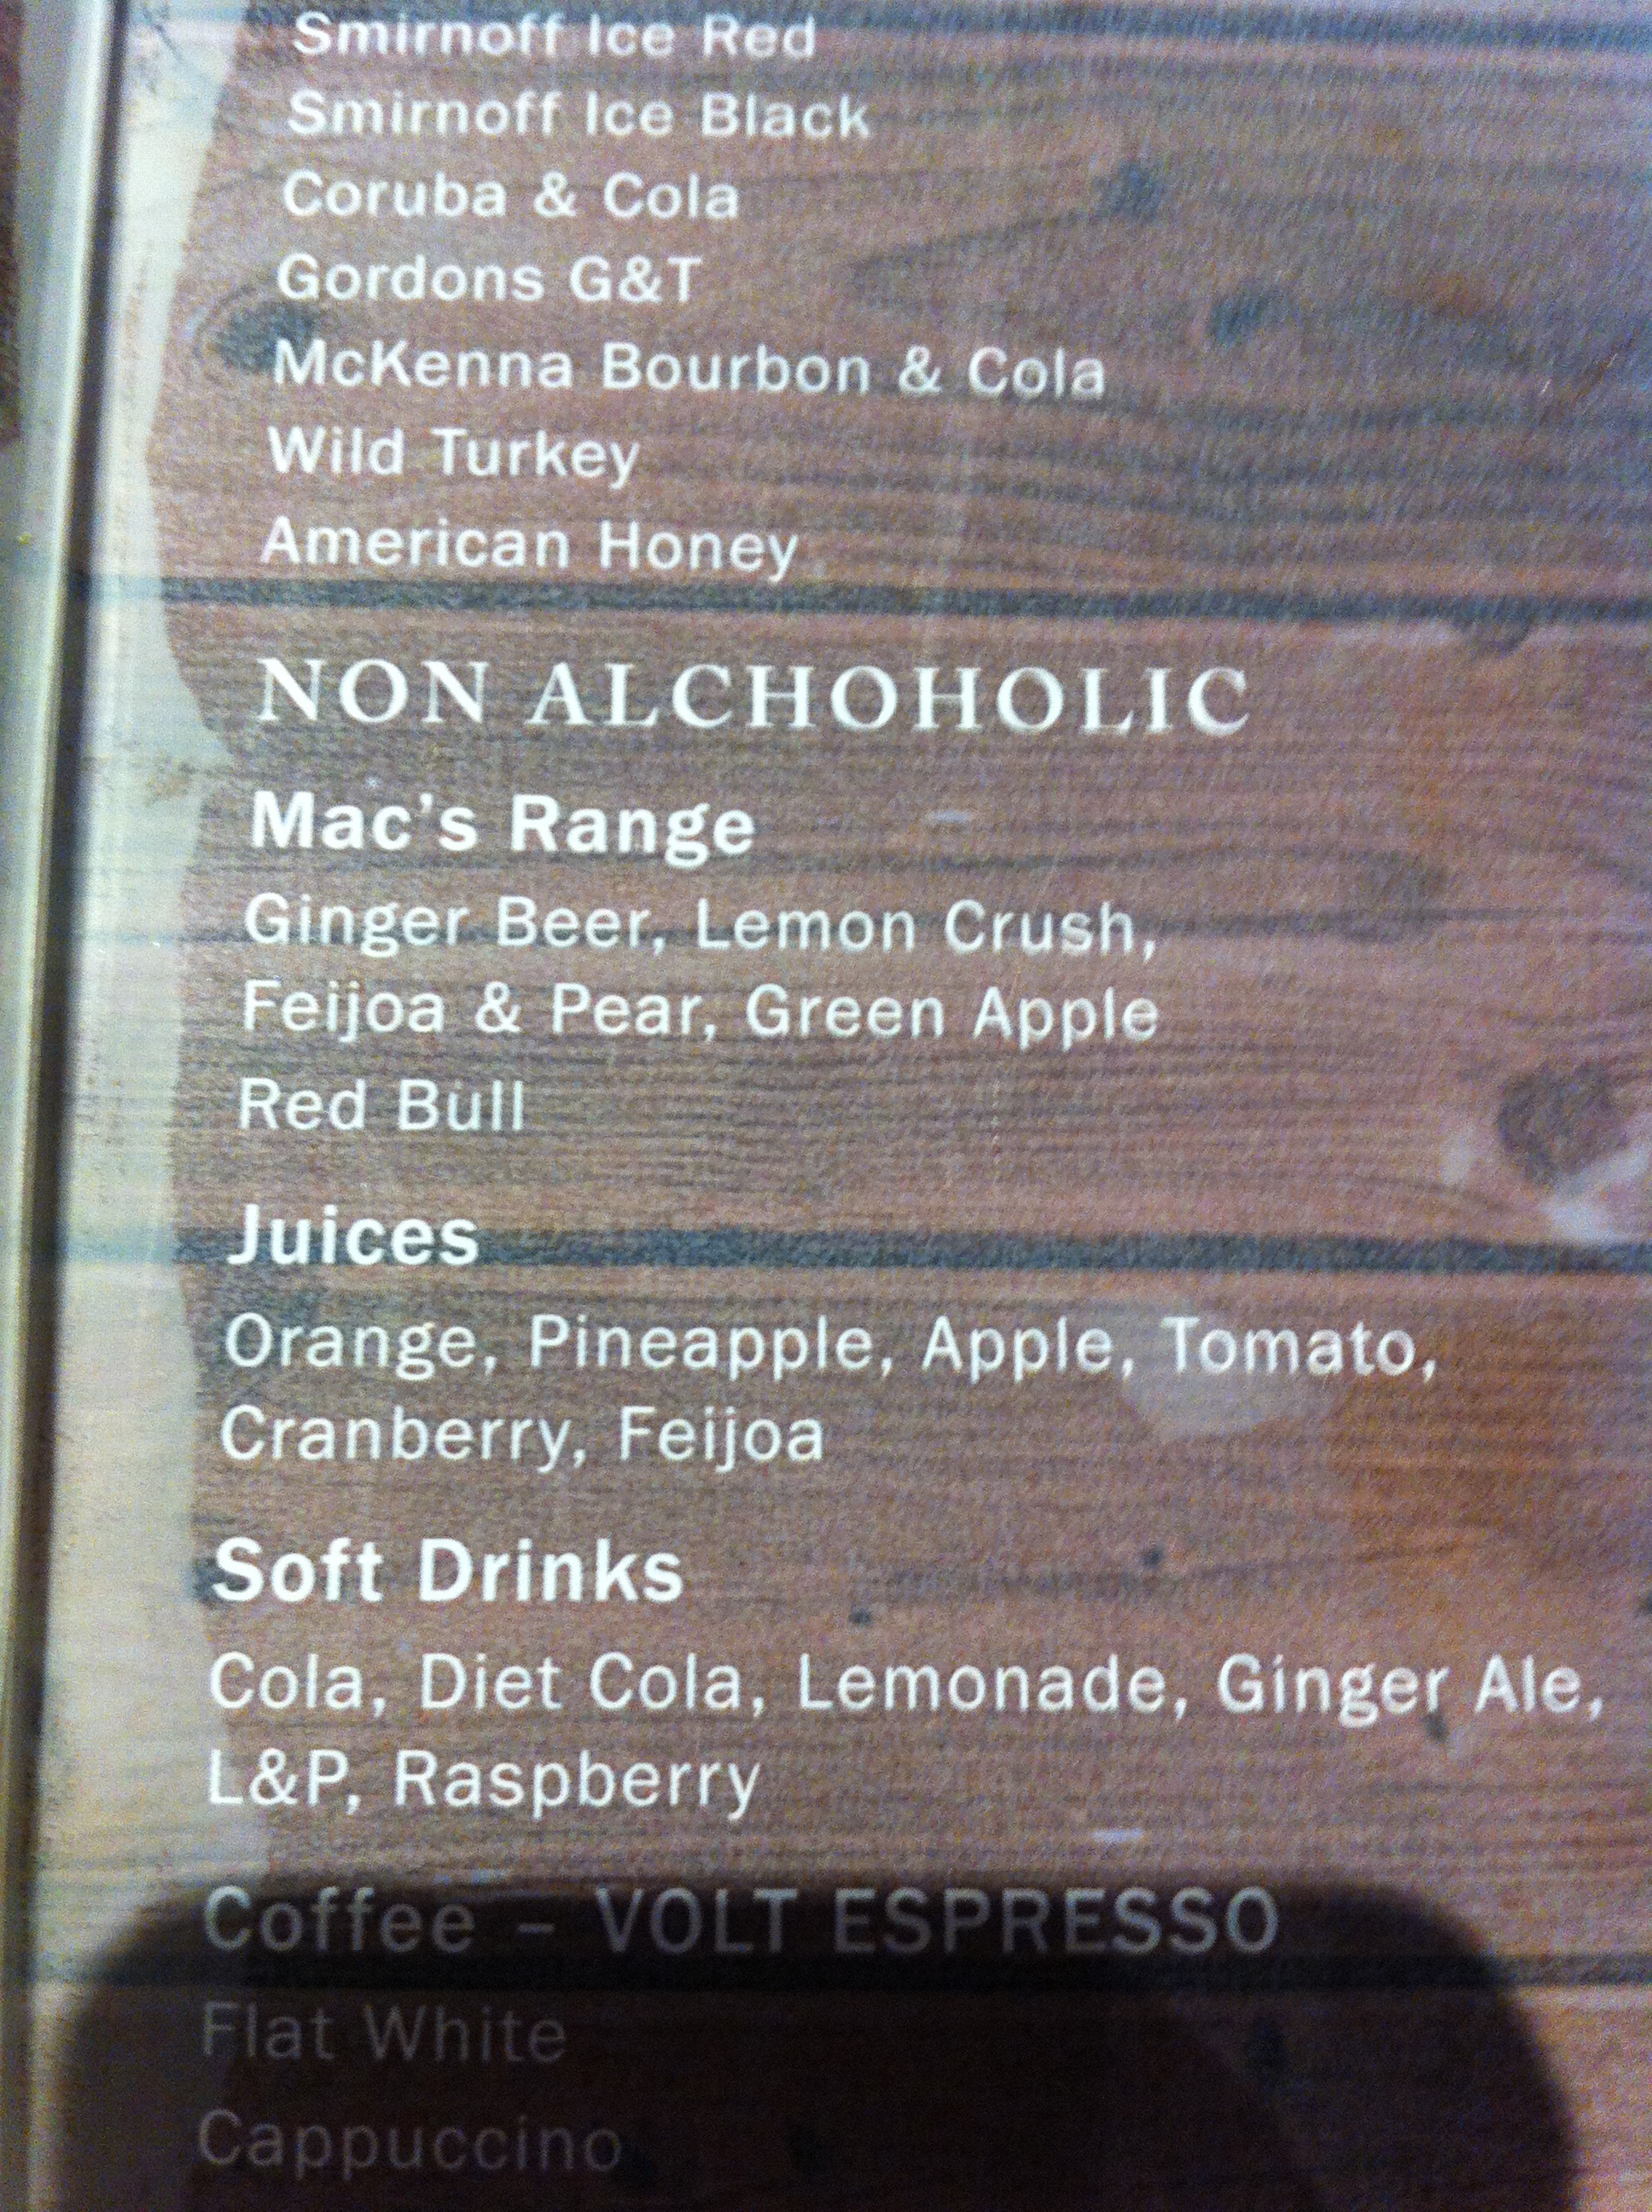 Smirnoff Ice Red
Smirnoff Ice Black
Coruba & Cola
Gordons G&T
McKenna Bourbon & Cola
Wild Turkey
American Honey
NON ALCHOHOLIC
Mac's Range
Ginger Beer, Lemon Crush,
Feijoa & Pear, Green Apple
Red Bull
Juices
Orange, Pineapple, Apple, Tomato,
Cranberry, Feijoa
Soft Drinks
Cola, Diet Cola, Lemonade, Ginger Ale,
L&P, Raspberry
Coffee – VOLT ESPRESSO
Flat White
Cappuccino